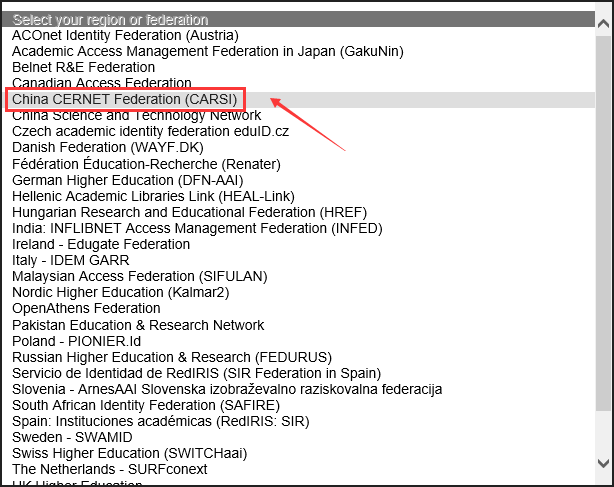 Select your region or federation
ACOnet Identity Federation (Austria)
Academic Access Management Federation in Japan (GakuNin)
Belnet R&E Federation
Canadian Access Federation
China CERNET Federation (CARSI)
China Science and Technology Network
Czech academic identity federation eduID.cz
Danish Federation (WAYF.DK)
Fédération Éducation-Recherche (Renater)
German Higher Education (DFN-AAI)
Hellenic Academic Libraries Link (HEAL-Link)
Hungarian Research and Educational Federation (HREF)
India: INFLIBNET Access Management Federation (INFED)
Ireland - Edugate Federation
Italy - IDEM GARR
Malaysian Access Federation (SIFULAN)
Nordic Higher Education (Kalmar2)
OpenAthens Federation
Pakistan Education & Research Network
Poland - PIONIER.Id
Russian Higher Education & Research (FEDURUS)
Servicio de Identidad de RedIRIS (SIR Federation in Spain)
Slovenia - ArnesAAI Slovenska izobraževalno raziskovalna federacija
South African Identity Federation (SAFIRE)
Spain: Instituciones académicas (RedIRIS: SIR)
Sweden - SWAMID
Swiss Higher Education (SWITCHaai)
The Netherlands - SURFconext
UK Higher Education